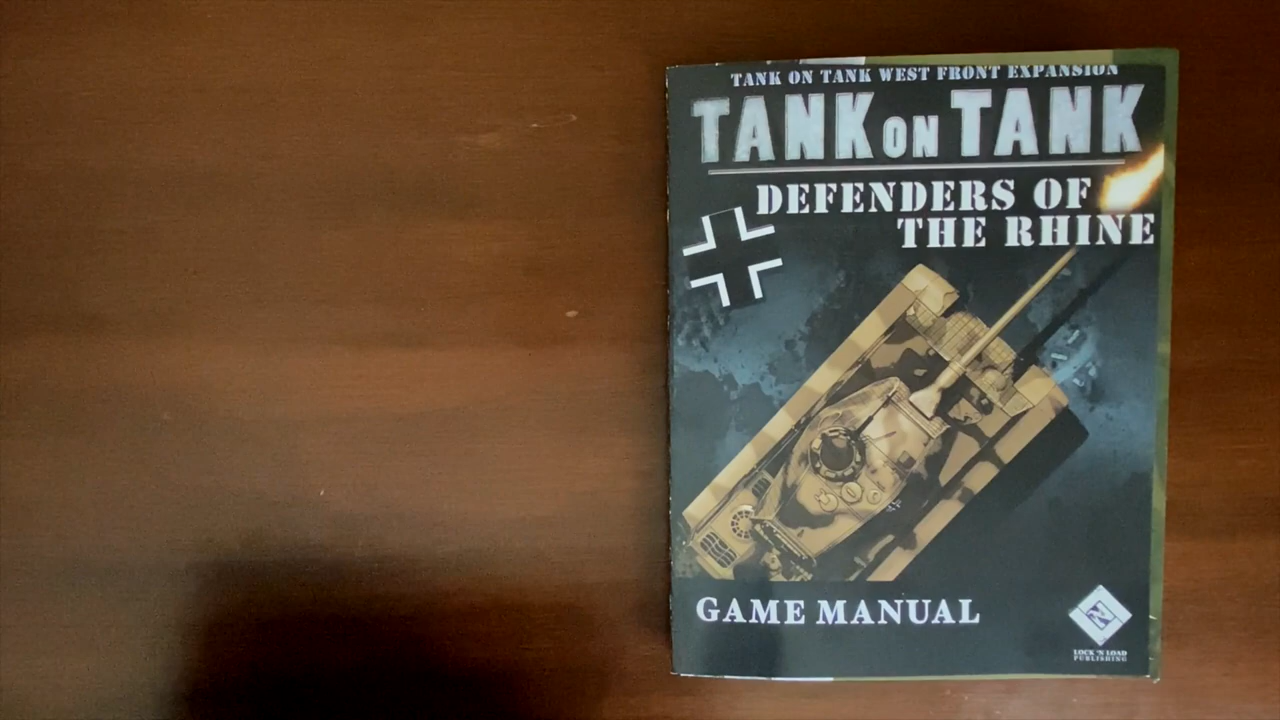 TANK ON TANK WEST FRONT EXPANSION
TANK ON TANK
DEFENDERS OF
THE RHINE
GAME MANUAL
LOCK 'N LOAD
PUBLISHING